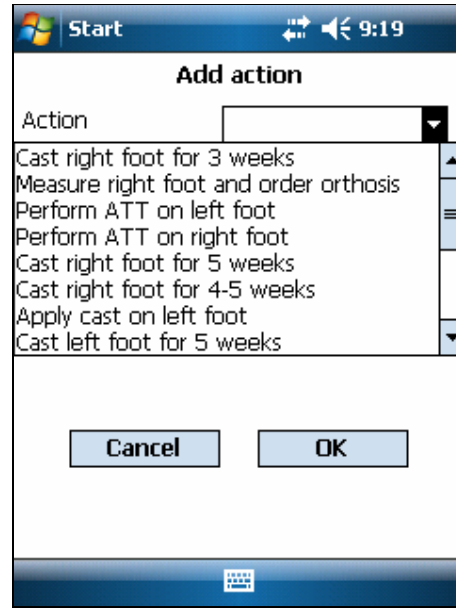 Start 9:19
Add action
Action
Cast right foot for 3 weeks
Measure right foot and order orthosis
Perform ATT on left foot
Perform ATT on right foot
Cast right foot for 5 weeks
Cast right foot for 4-5 weeks
Apply cast on left foot
Cast left foot for 5 weeks
Cancel OK